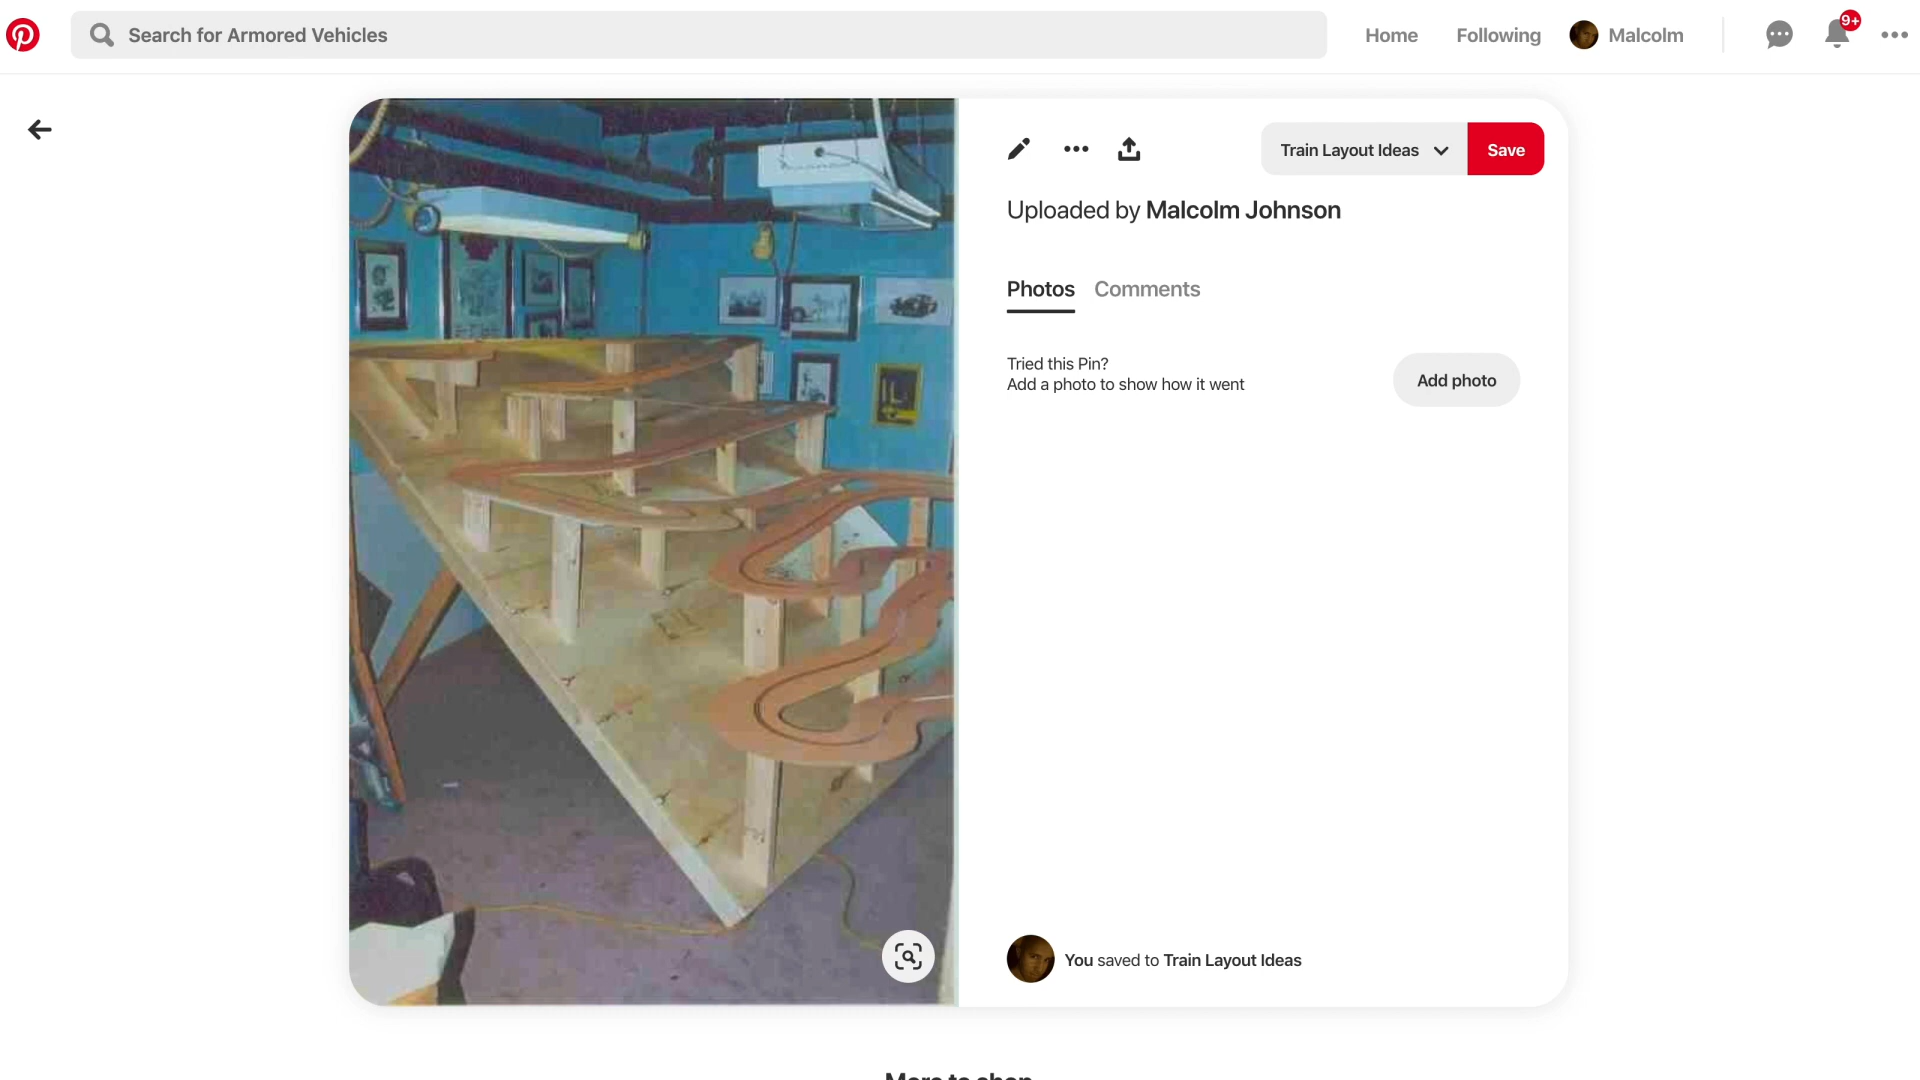 Search for Armored Vehicles
Home
Following
Malcolm
9+
Train Layout Ideas
Save
Uploaded by Malcolm Johnson
Photos
Comments
Tried this Pin?
Add a photo to show how it went
Add photo
You saved to Train Layout Ideas